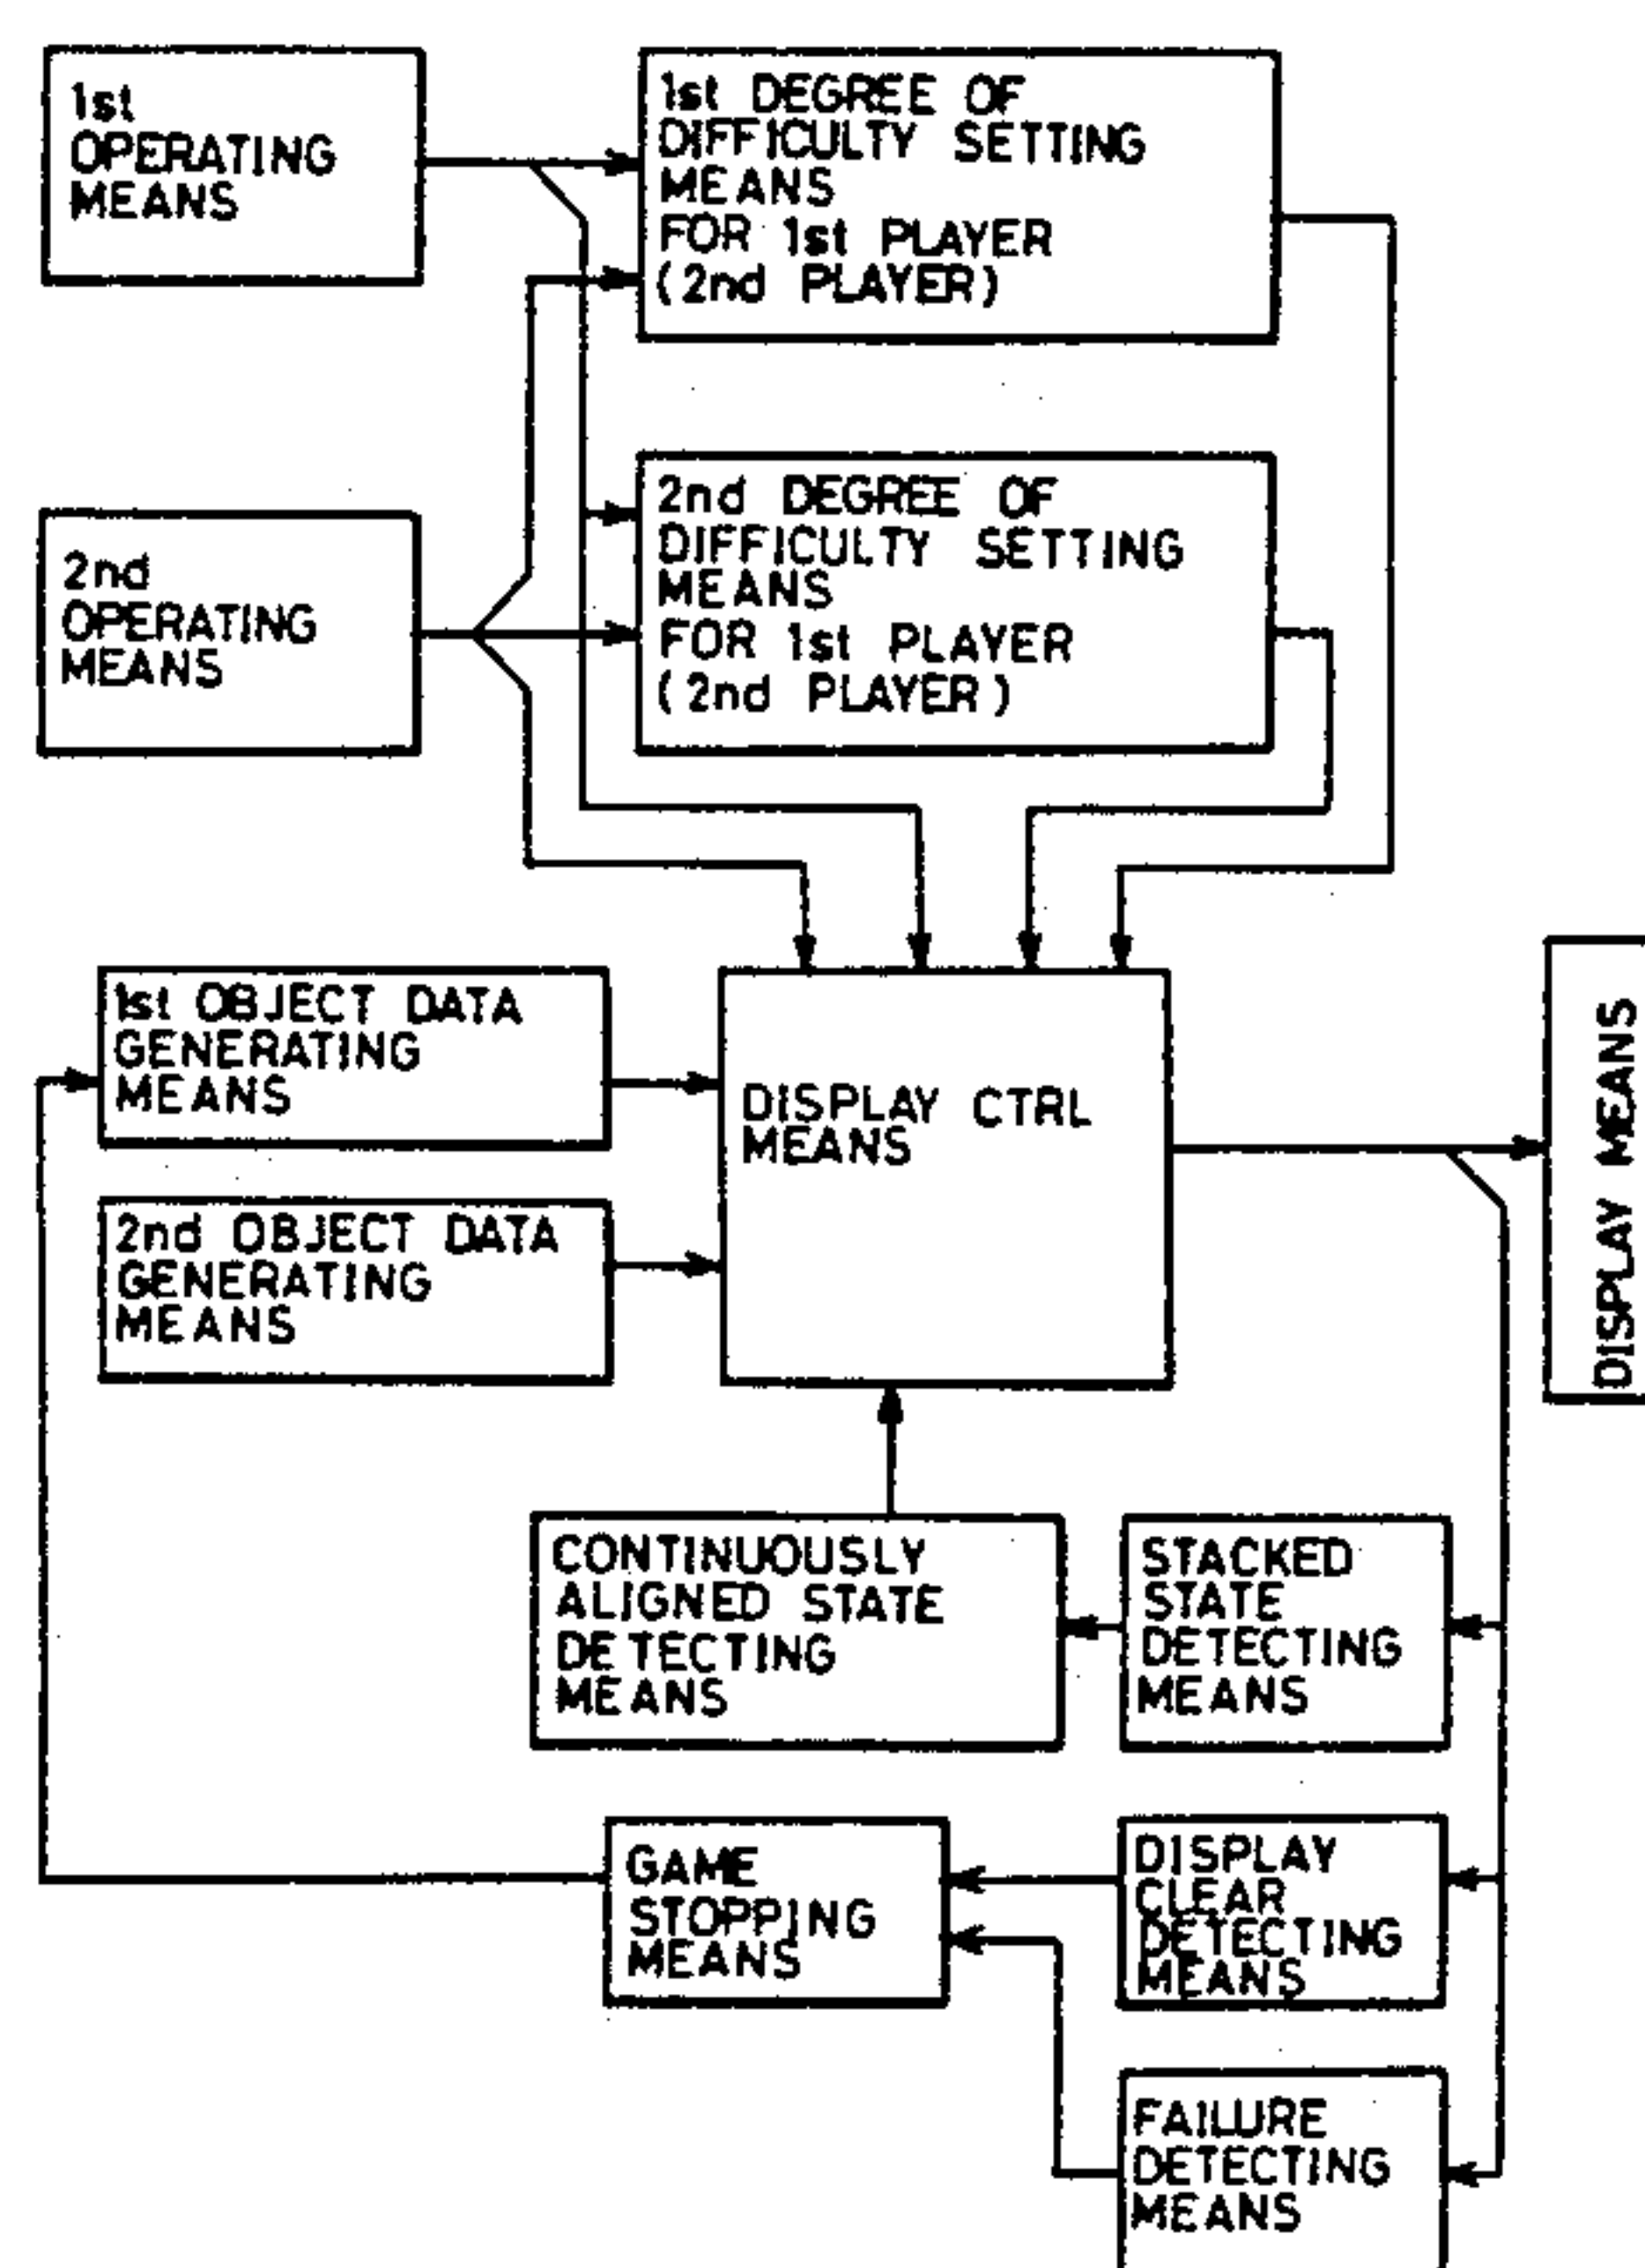 1st
OPERATING
MEANS
1st DEGREE OF
DIFFICULTY SETTING
MEANS
FOR 1st PLAYER
(2nd PLAYER)
2nd
OPERATING
MEANS
2nd DEGREE OF
DIFFICULTY SETTING
MEANS
FOR 1st PLAYER
(2nd PLAYER)
1st OBJECT DATA
GENERATING
MEANS
2nd OBJECT DATA
GENERATING
MEANS
DISPLAY CTRL
MEANS
DISPLAY MEANS
CONTINUOUSLY
ALIGNED STATE
DETECTING
MEANS
STACKED
STATE
DETECTING
MEANS
GAME
STOPPING
MEANS
DISPLAY
CLEAR
DETECTING
MEANS
FAILURE
DETECTING
MEANS